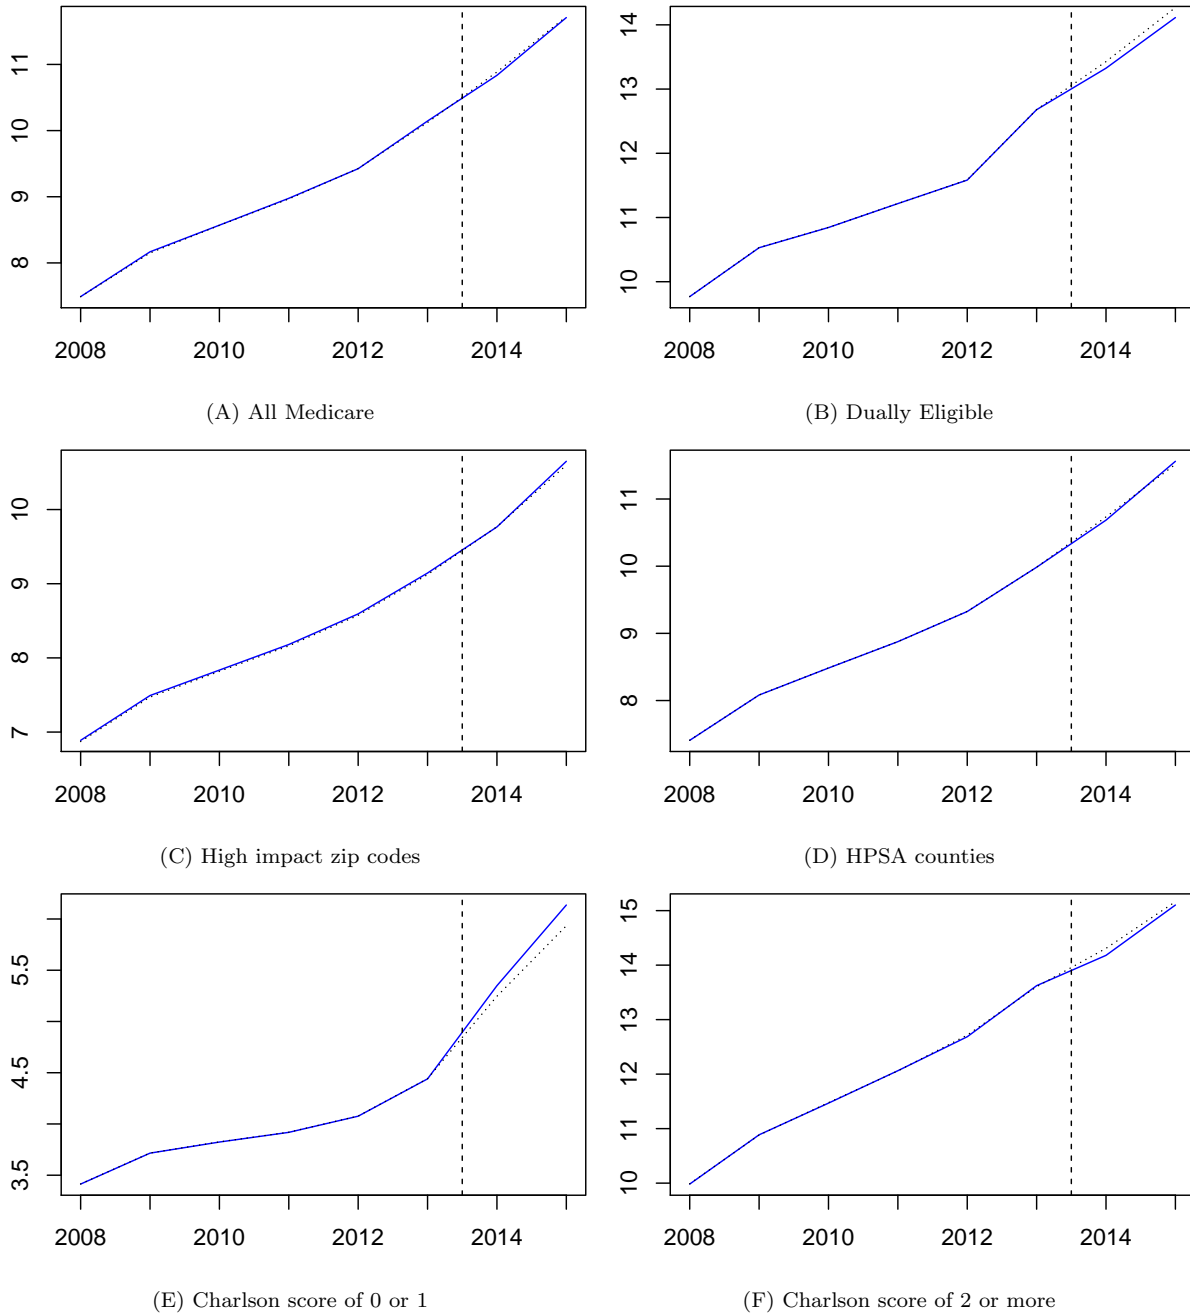 11
10
9
8
2008 2010 2012 2014
(A) All Medicare
14
13
12
11
10
2008 2010 2012 2014
(B) Dually Eligible
10
9
8
7
2008 2010 2012 2014
(C) High impact zip codes
11
10
9
8
2008 2010 2012 2014
(D) HPSA counties
5.5
4.5
3.5
2008 2010 2012 2014
(E) Charlson score of 0 or 1
15
14
13
12
11
10
2008 2010 2012 2014
(F) Charlson score of 2 or more